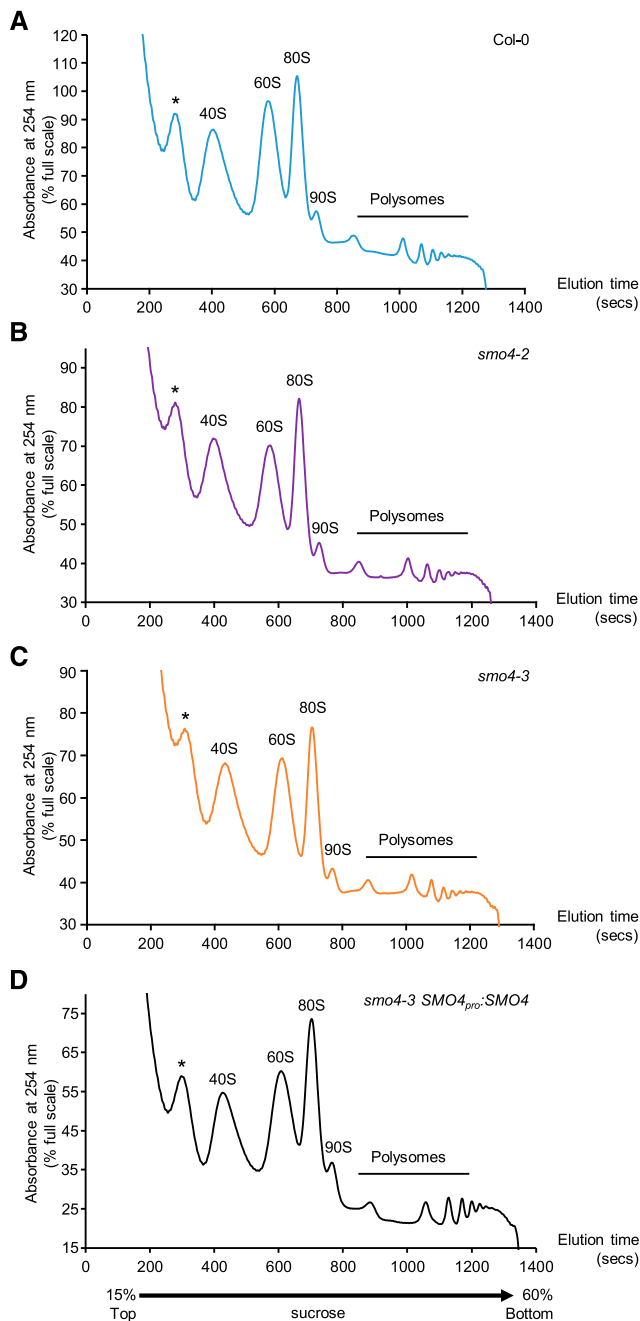 A
Col-0
Absorbance at 254 nm
(% full scale)
120
110
100
90
80
70
60
50
40
30
*
40S
60S
80S
90S
Polysomes
0 200 400 600 800 1000 1200 1400
Elution time
(secs)
B
smo4-2
Absorbance at 254 nm
(% full scale)
90
80
70
60
50
40
30
*
40S
60S
80S
90S
Polysomes
0 200 400 600 800 1000 1200 1400
Elution time
(secs)
C
smo4-3
Absorbance at 254 nm
(% full scale)
90
80
70
60
50
40
30
*
40S
60S
80S
90S
Polysomes
0 200 400 600 800 1000 1200 1400
Elution time
(secs)
D
smo4-3 SMO4pro:SMO4
Absorbance at 254 nm
(% full scale)
75
65
55
45
35
25
15
*
40S
60S
80S
90S
Polysomes
0 200 400 600 800 1000 1200 1400
Elution time
(secs)
15% 60%
Top sucrose Bottom